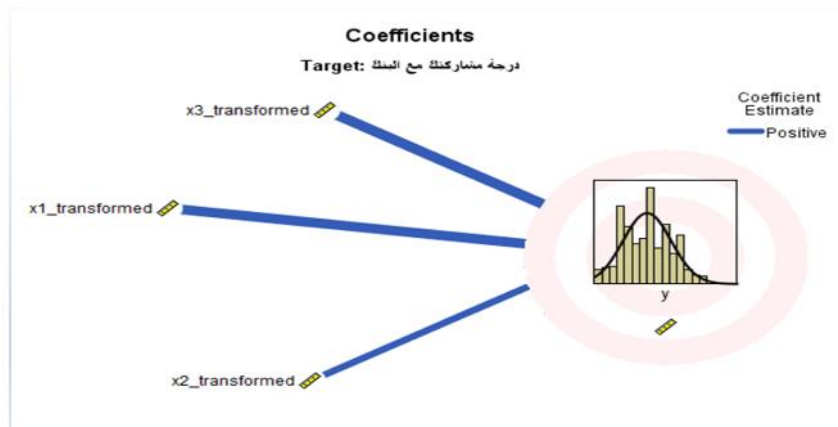 Coefficients
Target: درجة مشاركتك مع البنك
x3_transformed
Coefficient
Estimate
Positive
x1_transformed
y
x2_transformed